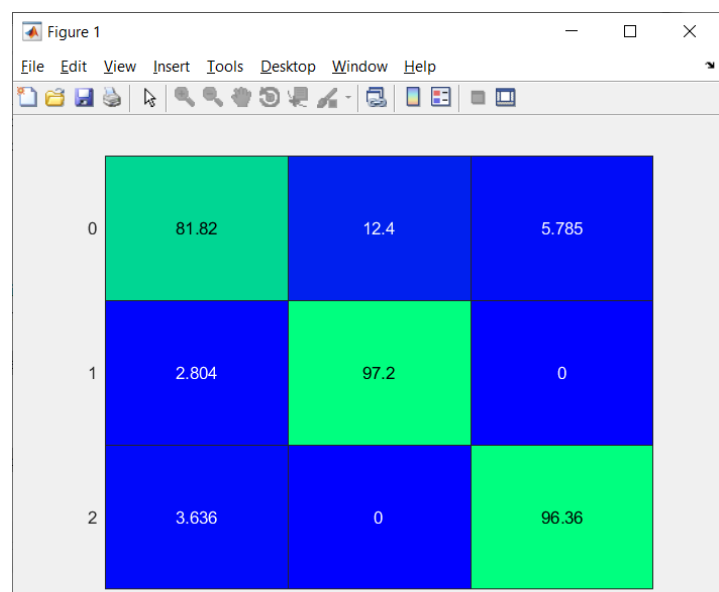 Figure 1
File Edit View Insert Tools Desktop Window Help
0 81.82 12.4 5.785
1 2.804 97.2 0
2 3.636 0 96.36